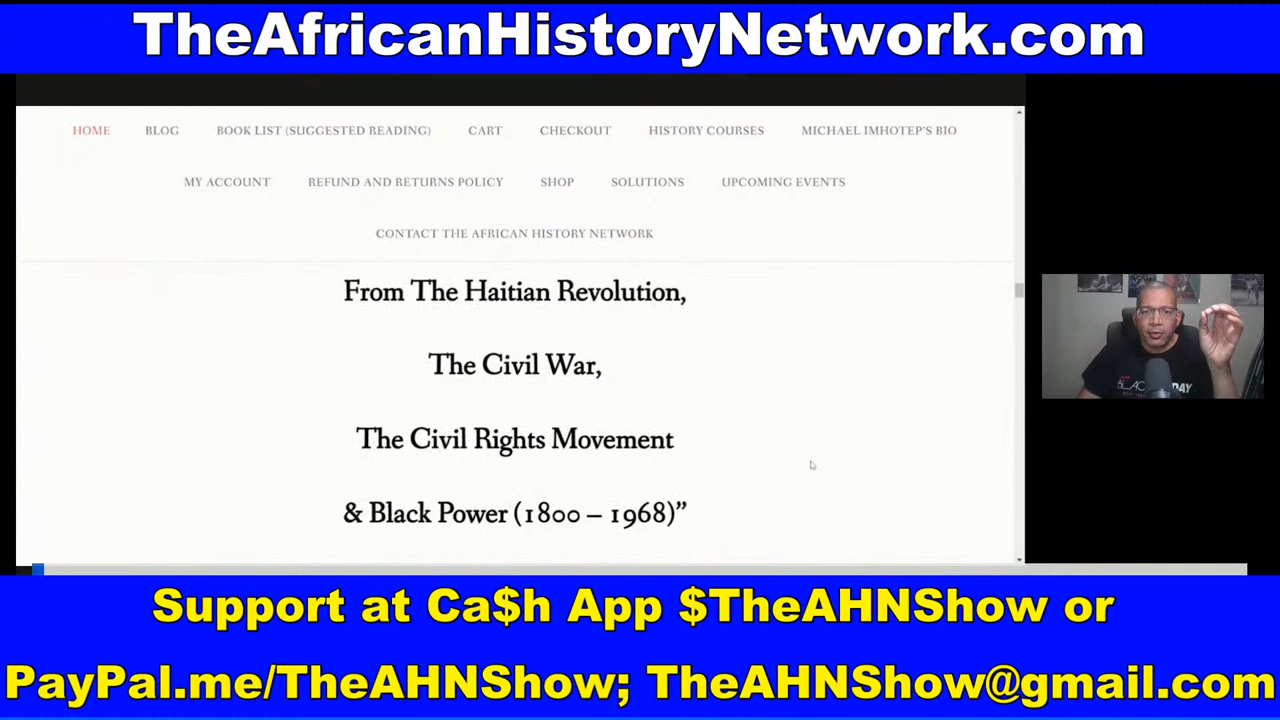 TheAfricanHistoryNetwork.com
HOME BLOG BOOK LIST (SUGGESTED READING) CART CHECKOUT HISTORY COURSES MICHAEL IMHOTEP'S BIO
MY ACCOUNT REFUND AND RETURNS POLICY SHOP SOLUTIONS UPCOMING EVENTS
CONTACT THE AFRICAN HISTORY NETWORK
From The Haitian Revolution,
The Civil War,
The Civil Rights Movement
& Black Power (1800 – 1968)”
Support at Ca$h App $TheAHNShow or
PayPal.me/TheAHNShow; TheAHNShow@gmail.com